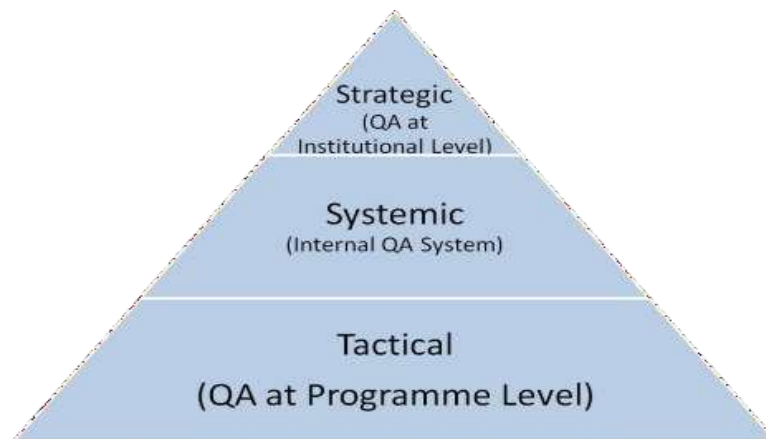 Strategic
(QA at
Institutional Level)
Systemic
(Internal QA System)
Tactical
(QA at Programme Level)